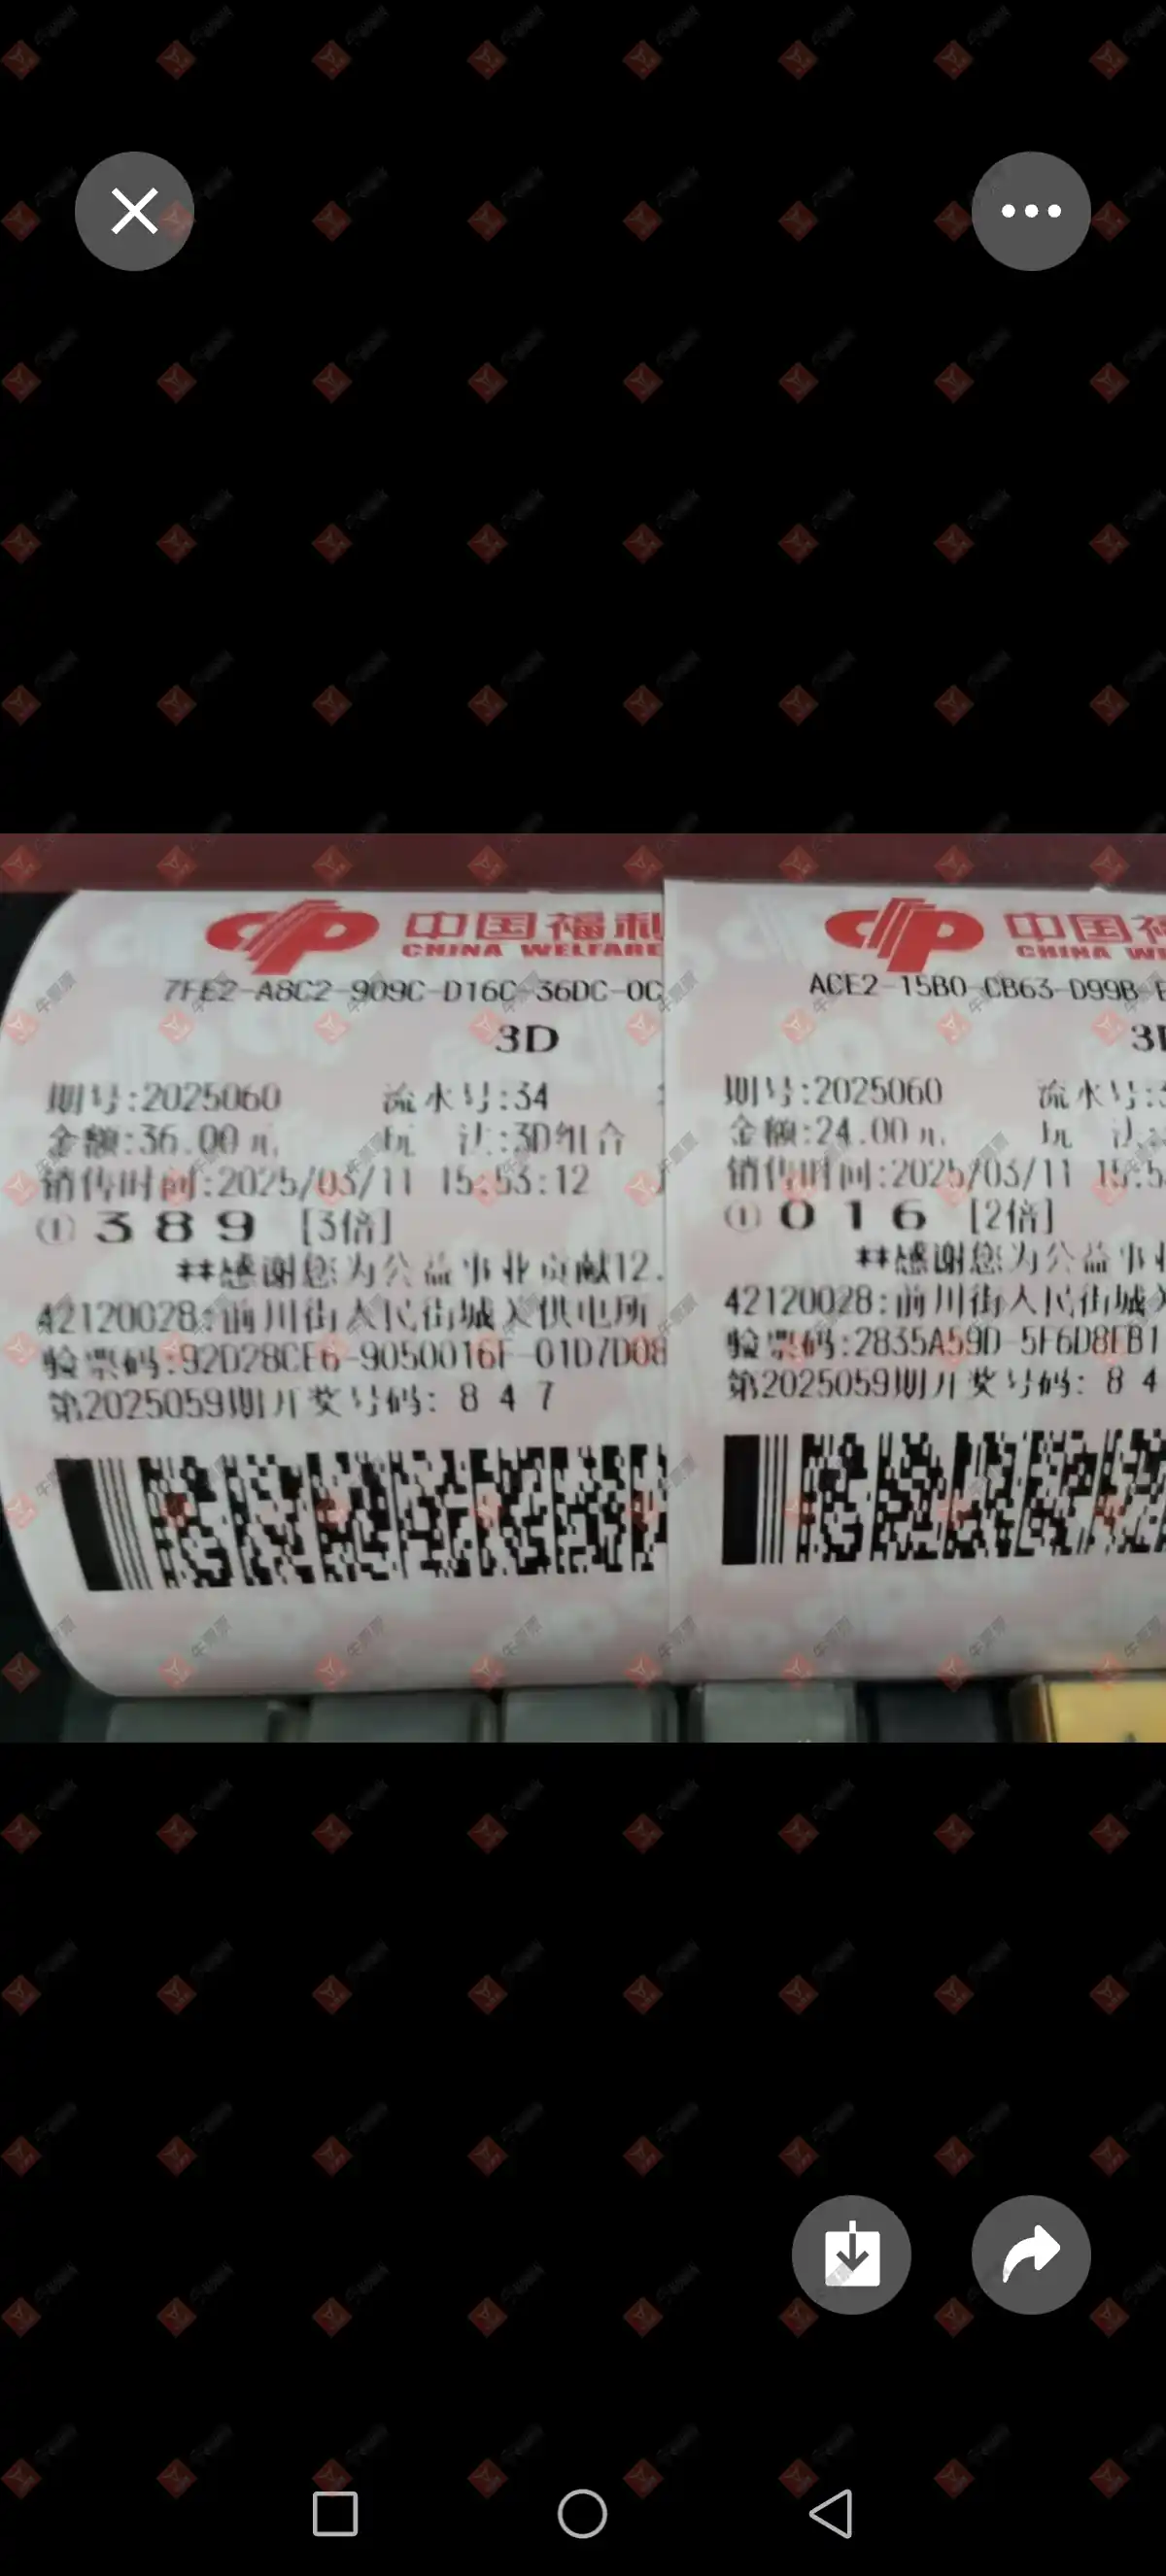 中国福利
CHINA WELFARE
7FE2-A8C2-909C-D16C-36DC-0C
3D
期号:2025060 流水号:34
金额:36.00元 玩 法:3D组合
销售时间:2025/03/11 15:53:12
① 3 8 9 [3倍]
**感谢您为公益事业贡献12.
42120028:前川街人民街城关供电所
验票码:92D28CE6-9050016F-01D7D08
第2025059期开奖号码: 8 4 7
中国
CHINA
ACE2-15B0-CB63-D99B
期号:2025060 流水号:
金额:24.00元 玩 法:
销售时间:2025/03/11 15:5
① 0 1 6 [2倍]
**感谢您为公益事
42120028:前川街人民街城
验票码:2835A59D-5F6D8EB1
第2025059期开奖号码: 8 4